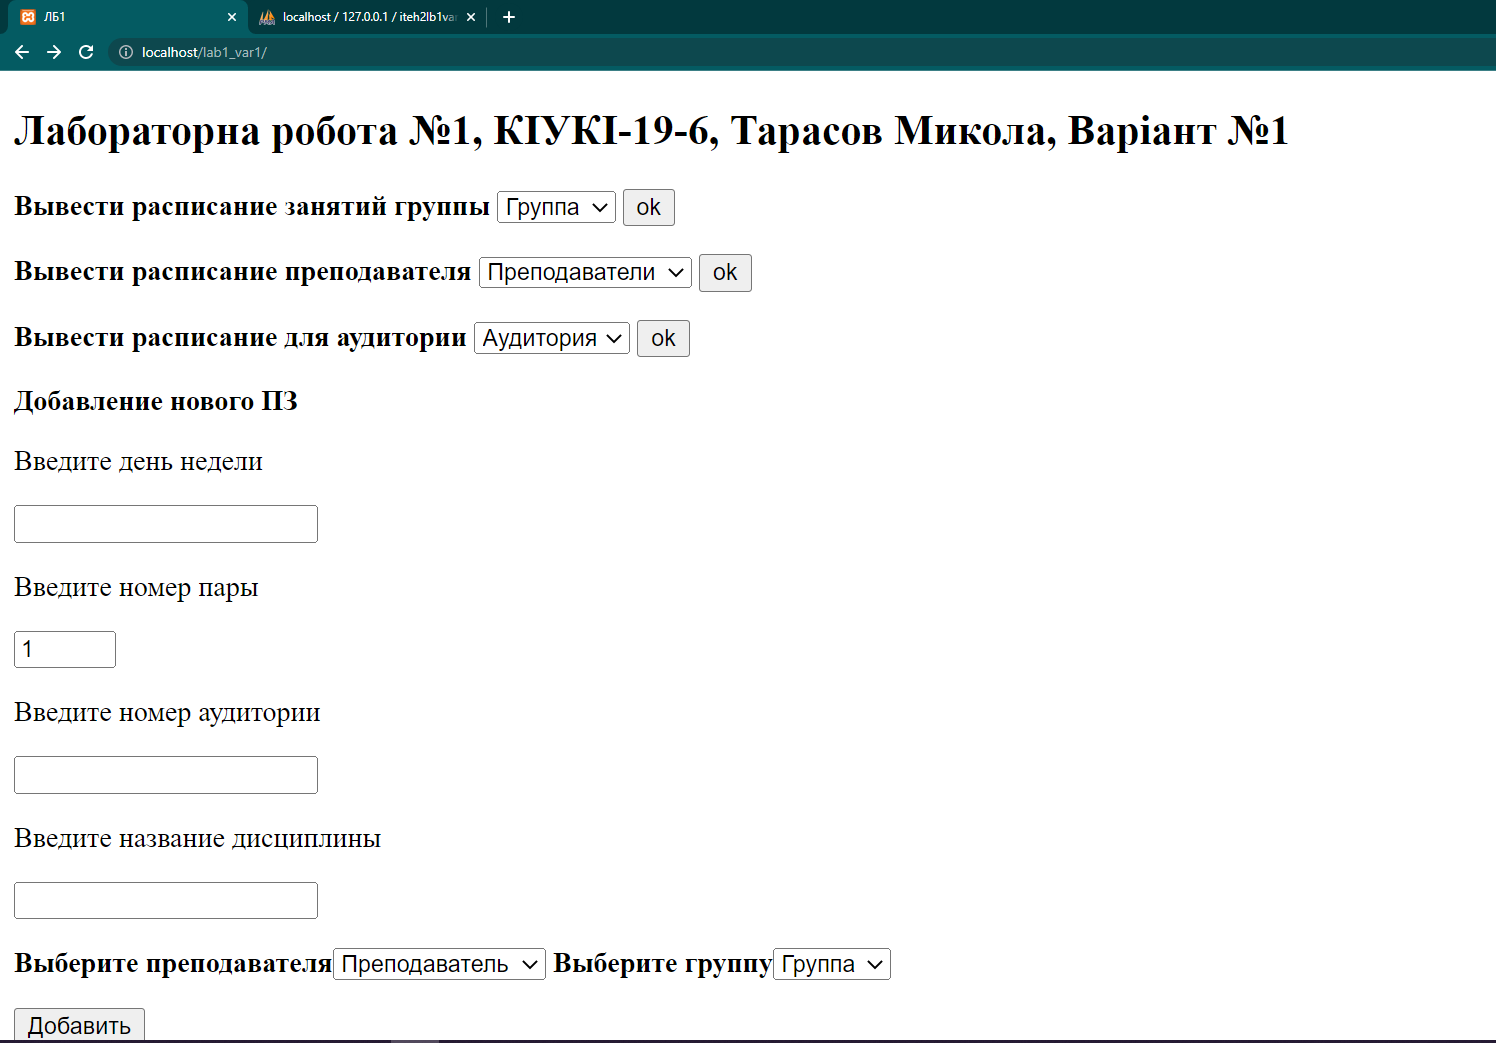 ЛБ1
localhost / 127.0.0.1 / iteh2lb1var
localhost/lab1_var1/
Лабораторна робота №1, КІУКІ-19-6, Тарасов Микола, Варіант №1
Вывести расписание занятий группы Группа ok
Вывести расписание преподавателя Преподаватели ok
Вывести расписание для аудитории Аудитория ok
Добавление нового ПЗ
Введите день недели
Введите номер пары
1
Введите номер аудитории
Введите название дисциплины
Выберите преподавателя Преподаватель Выберите группу Группа
Добавить